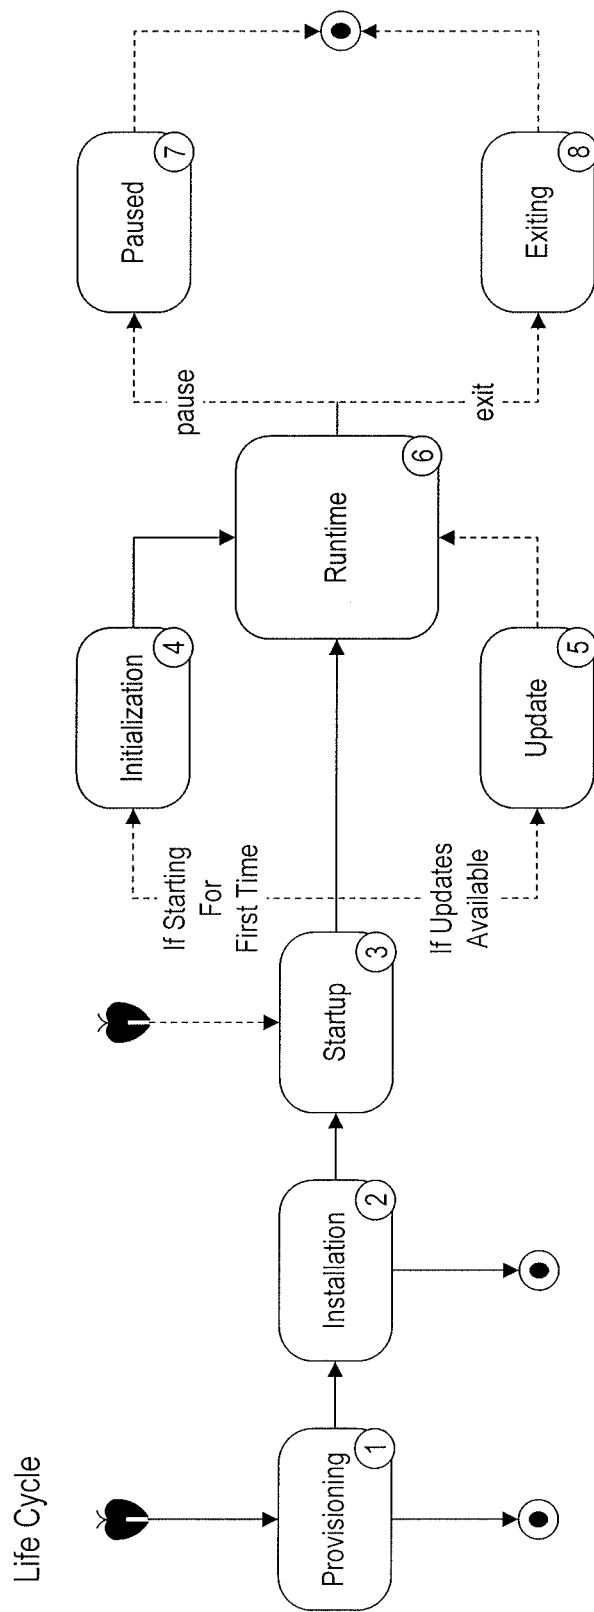 Life Cycle
Provisioning
1
Installation
2
Startup
3
If Starting
For
First Time
If Updates
Available
Initialization
4
Update
5
Runtime
6
pause
exit
Paused
7
Exiting
8